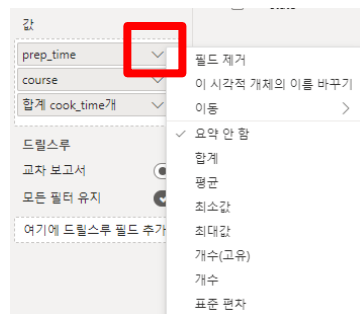 값
prep_time
course
합계 cook_time개
드릴스루
교차 보고서
모든 필터 유지
여기에 드릴스루 필드 추가
필드 제거
이 시각적 개체의 이름 바꾸기
이동
요약 안 함
합계
평균
최소값
최대값
개수(고유)
개수
표준 편차